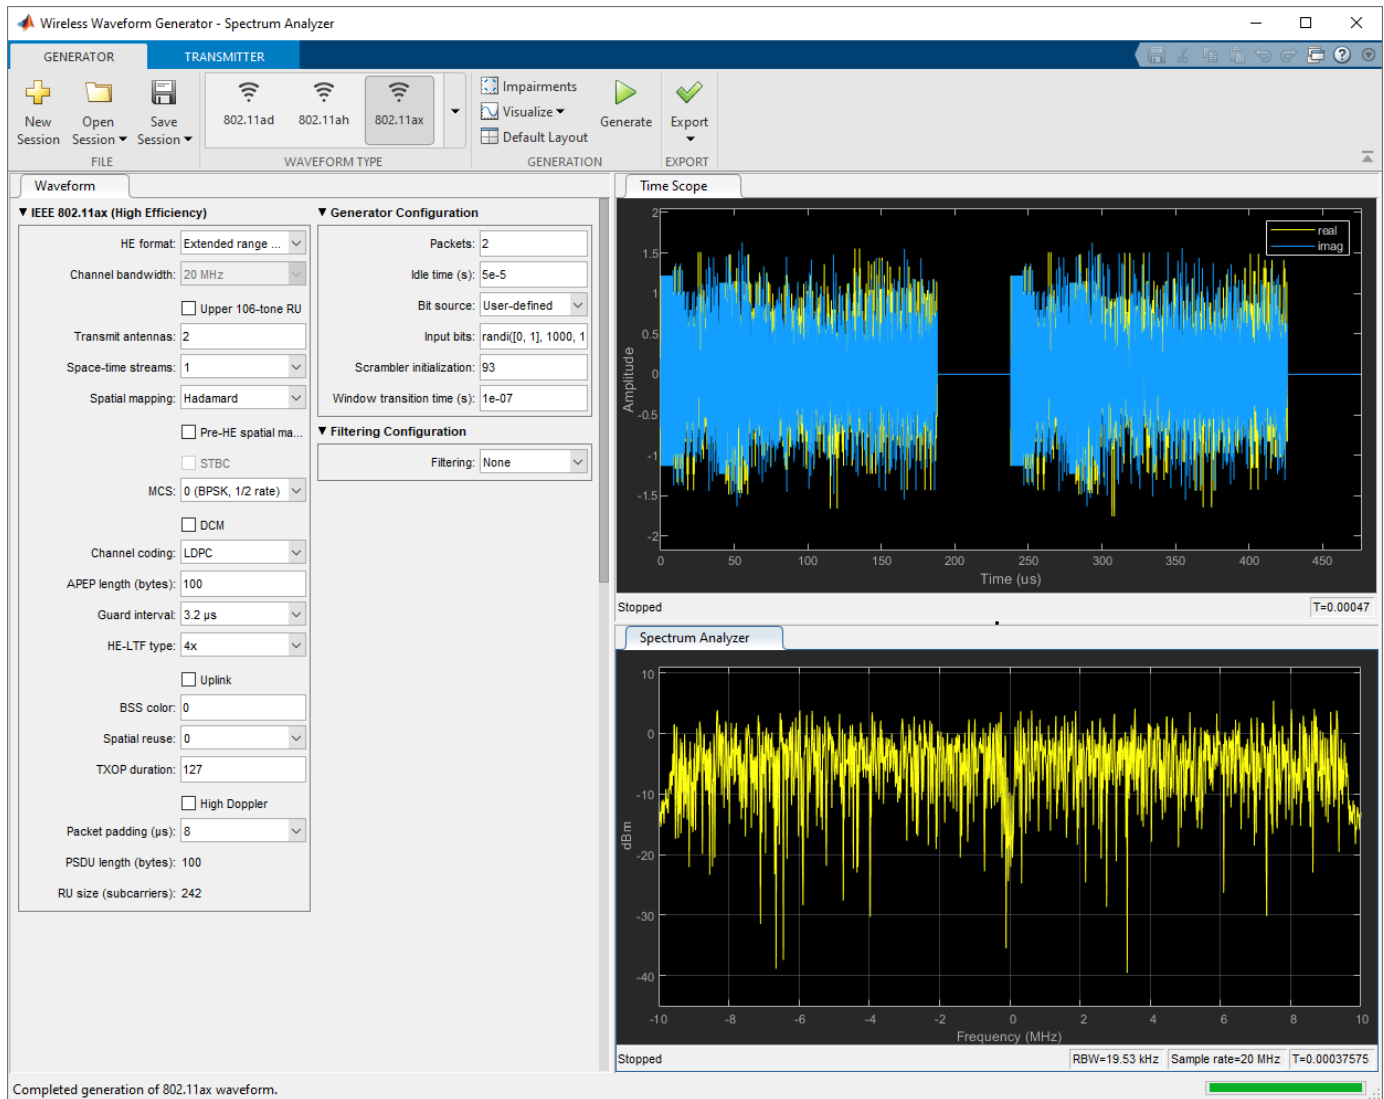 Wireless Waveform Generator - Spectrum Analyzer
GENERATOR TRANSMITTER
New Session
Open Session
Save Session
FILE
802.11ad 802.11ah 802.11ax
WAVEFORM TYPE
Impairments
Visualize
Default Layout
Generate
GENERATION
Export
EXPORT
Waveform
IEEE 802.11ax (High Efficiency)
HE format: Extended range ...
Channel bandwidth: 20 MHz
Upper 106-tone RU
Transmit antennas: 2
Space-time streams: 1
Spatial mapping: Hadamard
Pre-HE spatial ma...
STBC
MCS: 0 (BPSK, 1/2 rate)
DCM
Channel coding: LDPC
APEP length (bytes): 100
Guard interval: 3.2 µs
HE-LTF type: 4x
Uplink
BSS color: 0
Spatial reuse: 0
TXOP duration: 127
High Doppler
Packet padding (µs): 8
PSDU length (bytes): 100
RU size (subcarriers): 242
Generator Configuration
Packets: 2
Idle time (s): 5e-5
Bit source: User-defined
Input bits: randi([0, 1], 1000, 1
Scrambler initialization: 93
Window transition time (s): 1e-07
Filtering Configuration
Filtering: None
Time Scope
real
imag
2
1.5
1
0.5
0
-0.5
-1
-1.5
-2
Amplitude
0 50 100 150 200 250 300 350 400 450
Time (us)
Stopped T=0.00047
Spectrum Analyzer
10
0
-10
-20
-30
-40
dBm
-10 -8 -6 -4 -2 0 2 4 6 8 10
Frequency (MHz)
Stopped RBW=19.53 kHz Sample rate=20 MHz T=0.00037575
Completed generation of 802.11ax waveform.